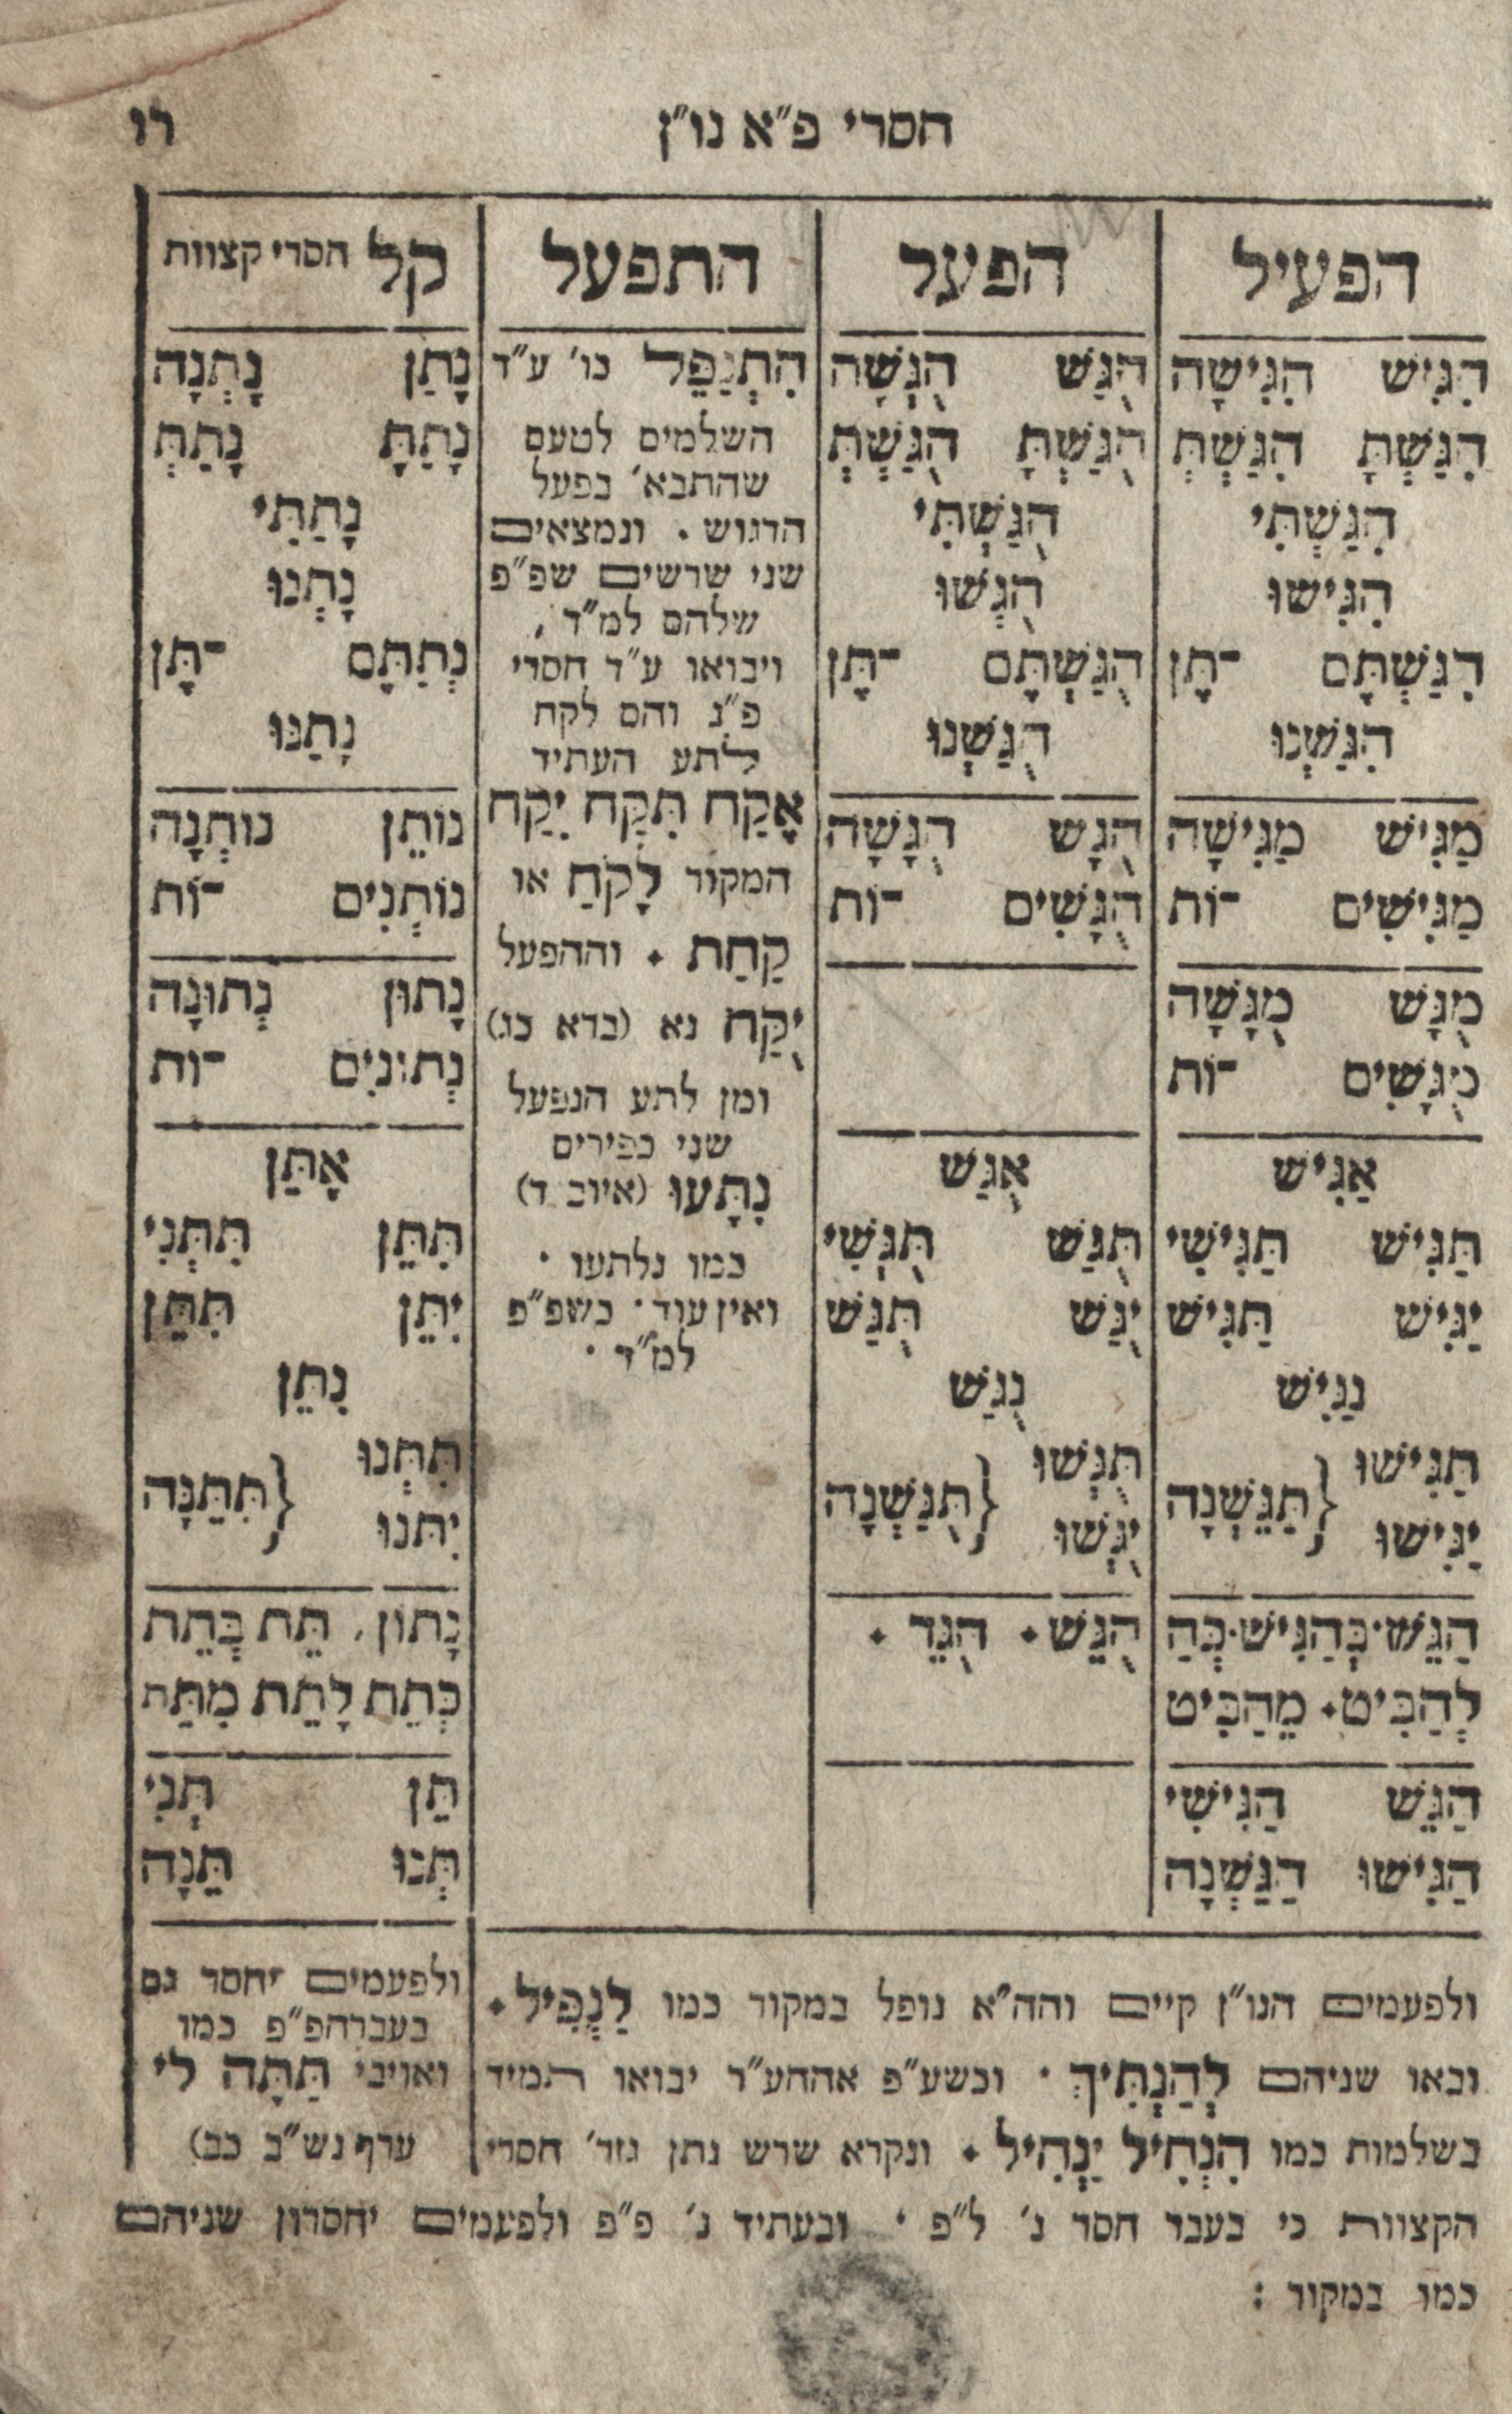 חסרי פ״א נו״ן
רו
הפעיל
הִגִּישׁ הִגִּישָׁה
הִגַּשְׁתָּ הִגַּשְׁתְּ
הִגַּשְׁתִּי
הִגִּישׁוּ
הִגַּשְׁתָּם ־תָּן
הִגַּשְׁנוּ
מַגִּישׁ מַגִּישָׁה
מַגִּישִׁים ־וֹת
מֻגָּשׁ מֻגָּשָׁה
מֻגָּשִׁים ־וֹת
אַגִּישׁ
תַּגִּישׁ תַּגִּישִׁי
יַגִּישׁ תַּגִּישׁ
נַגִּישׁ
תַּגִּישׁוּ
יַגִּישׁוּ
} תַּגֵּשְׁנָה
הַגֵּשׁ · בְּהַגִּישׁ · כְּהַ
לְהַבִּיט · מֵהַבִּיט
הַגֵּשׁ הַגִּישִׁי
הַגִּישׁוּ הַגַּשְׁנָה
הפעל
הֻגַּשׁ הֻגְּשָׁה
הֻגַּשְׁתָּ הֻגַּשְׁתְּ
הֻגַּשְׁתִּי
הֻגְּשׁוּ
הֻגַּשְׁתָּם ־תָּן
הֻגַּשְׁנוּ
הֻגָּשׁ הֻגָּשָׁה
הֻגָּשִׁים ־וֹת
אֻגַּשׁ
תֻּגַּשׁ תֻּגְּשִׁי
יֻגַּשׁ תֻּגַּשׁ
נֻגַּשׁ
תֻּגְּשׁוּ
יֻגְּשׁוּ
} תֻּגַּשְׁנָה
הֻגֵּשׁ · הֻגֵּד ·
התפעל
הִתְנַפֵּל כו׳ ע״ד
השלמים לטעם
שהתבא׳ בפעל
הדגוש . ונמצאים
שני שרשים שפ״פ
שלהם למ״ד ,
ויבואו ע״ד חסרי
פ״נ והם לקח
לתע העתיד
אֶקַּח תִּקַּח יִקַּח
המקור לָקֹחַ או
קַחַת · וההפעל
יֻקַּח נא (ברא כג)
ומן לתע הנפעל
שני כפירים
נִתָּעוּ (איוב ד)
כמו נלתעו ·
ואין עוד · כשפ״פ
למ״ד ·
קל חסרי קצוות
נָתַן נָתְנָה
נָתַתָּ נָתַתְּ
נָתַתִּי
נָתְנוּ
נְתַתָּם ־תָּן
נָתַנּוּ
נוֹתֵן נוֹתְנָה
נוֹתְנִים ־וֹת
נָתוּן נְתוּנָה
נְתוּנִים ־וֹת
אֶתֵּן
תִּתֵּן תִּתְּנִי
יִתֵּן תִּתֵּן
נִתֵּן
תִּתְּנוּ
יִתְּנוּ
} תִּתַּנָּה
נָתוֹן , תֵּת בְּתֵת
כְּתֵת לָתֵת מִתֵּת
תֵּן תְּנִי
תְּנוּ תֵּנָּה
ולפעמים יחסר גם
בעברהפ״פ כמו
ואויבי תַּתָּה לי
ערף נש״ב כב)
ולפעמים הנו״ן קיים והה״א נופל במקור כמו לַנְפִּיל ·
ובאו שניהם לְהַנְתִּיךְ · וכשע״פ אההע״ר יבואו תמיד
בשלמות כמו הִנְחִיל יַנְחִיל · ונקרא שרש נתן גזר׳ חסרי
הקצוות כי בעבר חסר נ׳ ל״פ · ובעתיד נ׳ פ״פ ולפעמים יחסרון שניהם
כמו במקור :